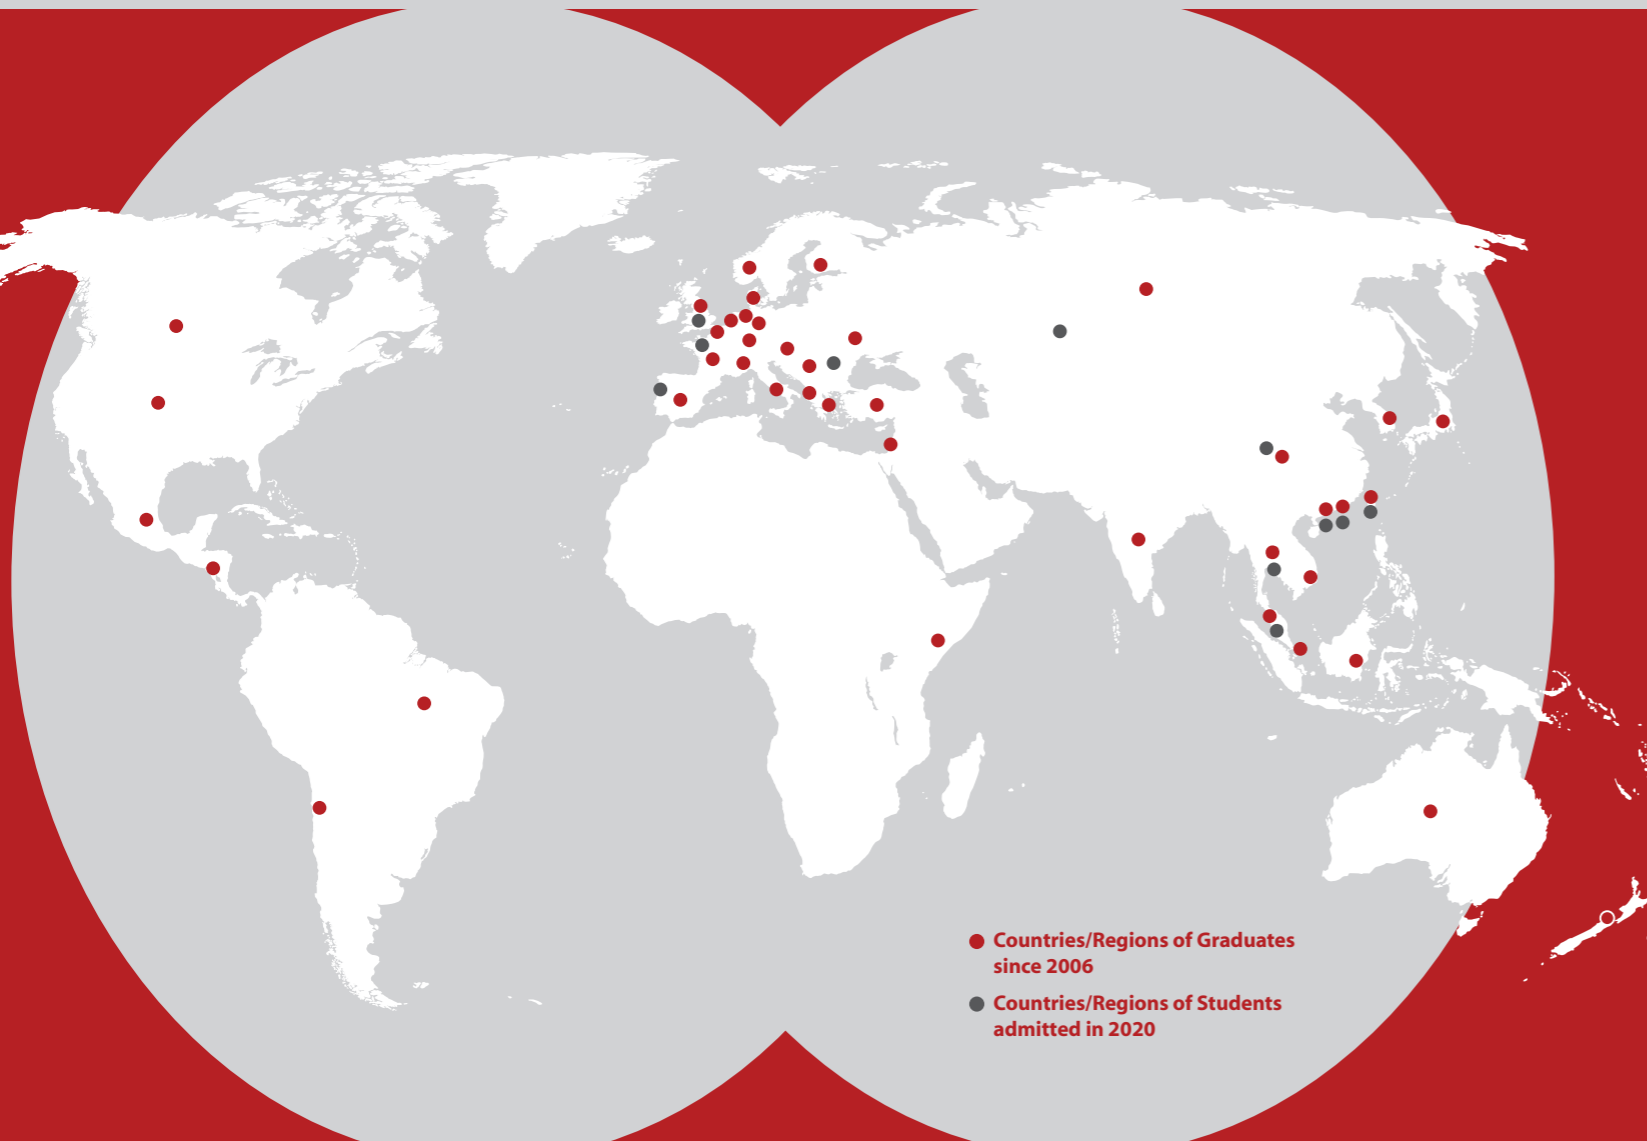 Countries/Regions of Graduates
since 2006
Countries/Regions of Students
admitted in 2020